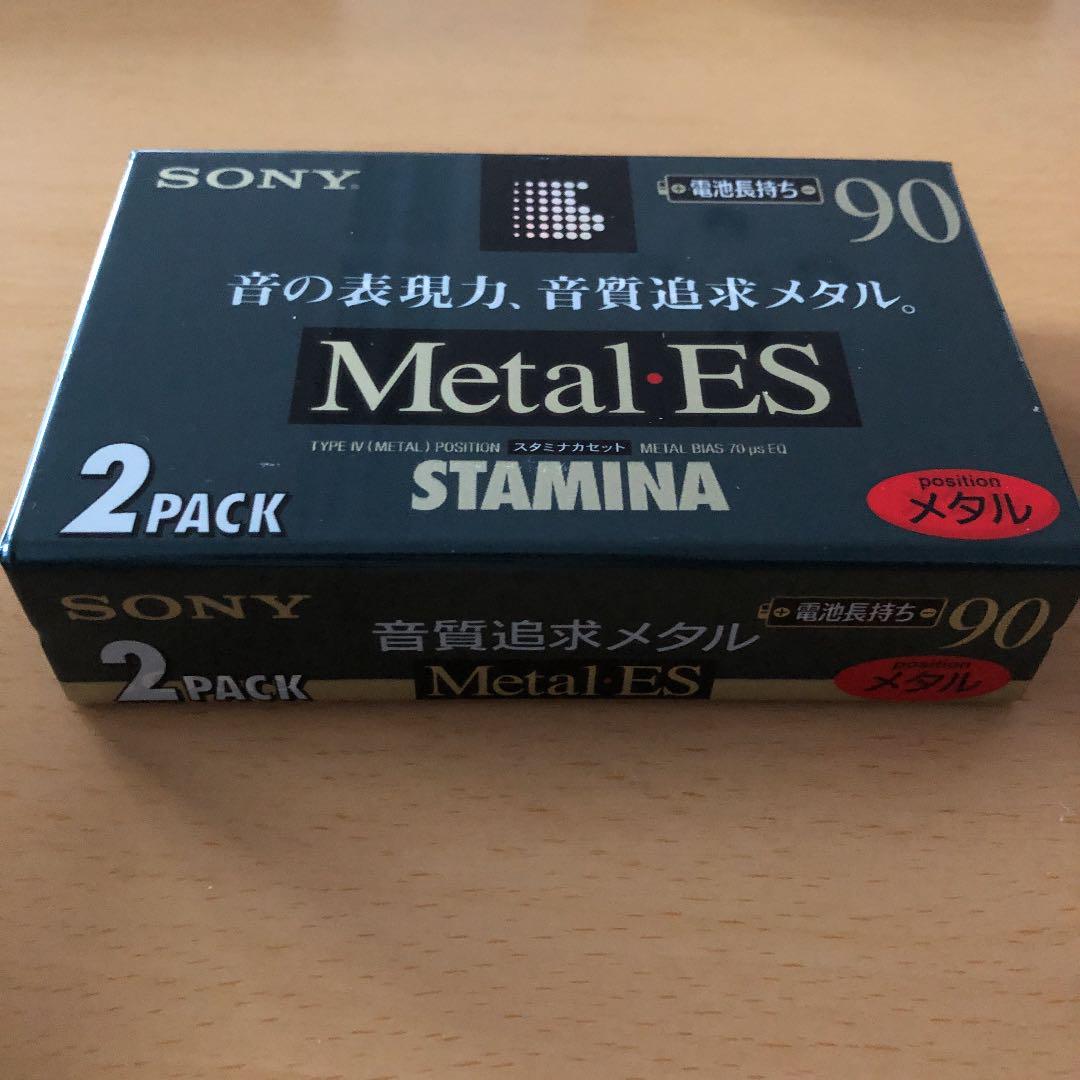 SONY
+電池長持ち- 90
音の表現力、音質追求メタル。
Metal·ES
TYPE IV (METAL) POSITION スタミナカセット METAL BIAS 70 μs EQ
STAMINA
2PACK
position
メタル
SONY
音質追求メタル
+電池長持ち- 90
2PACK
Metal·ES
position
メタル